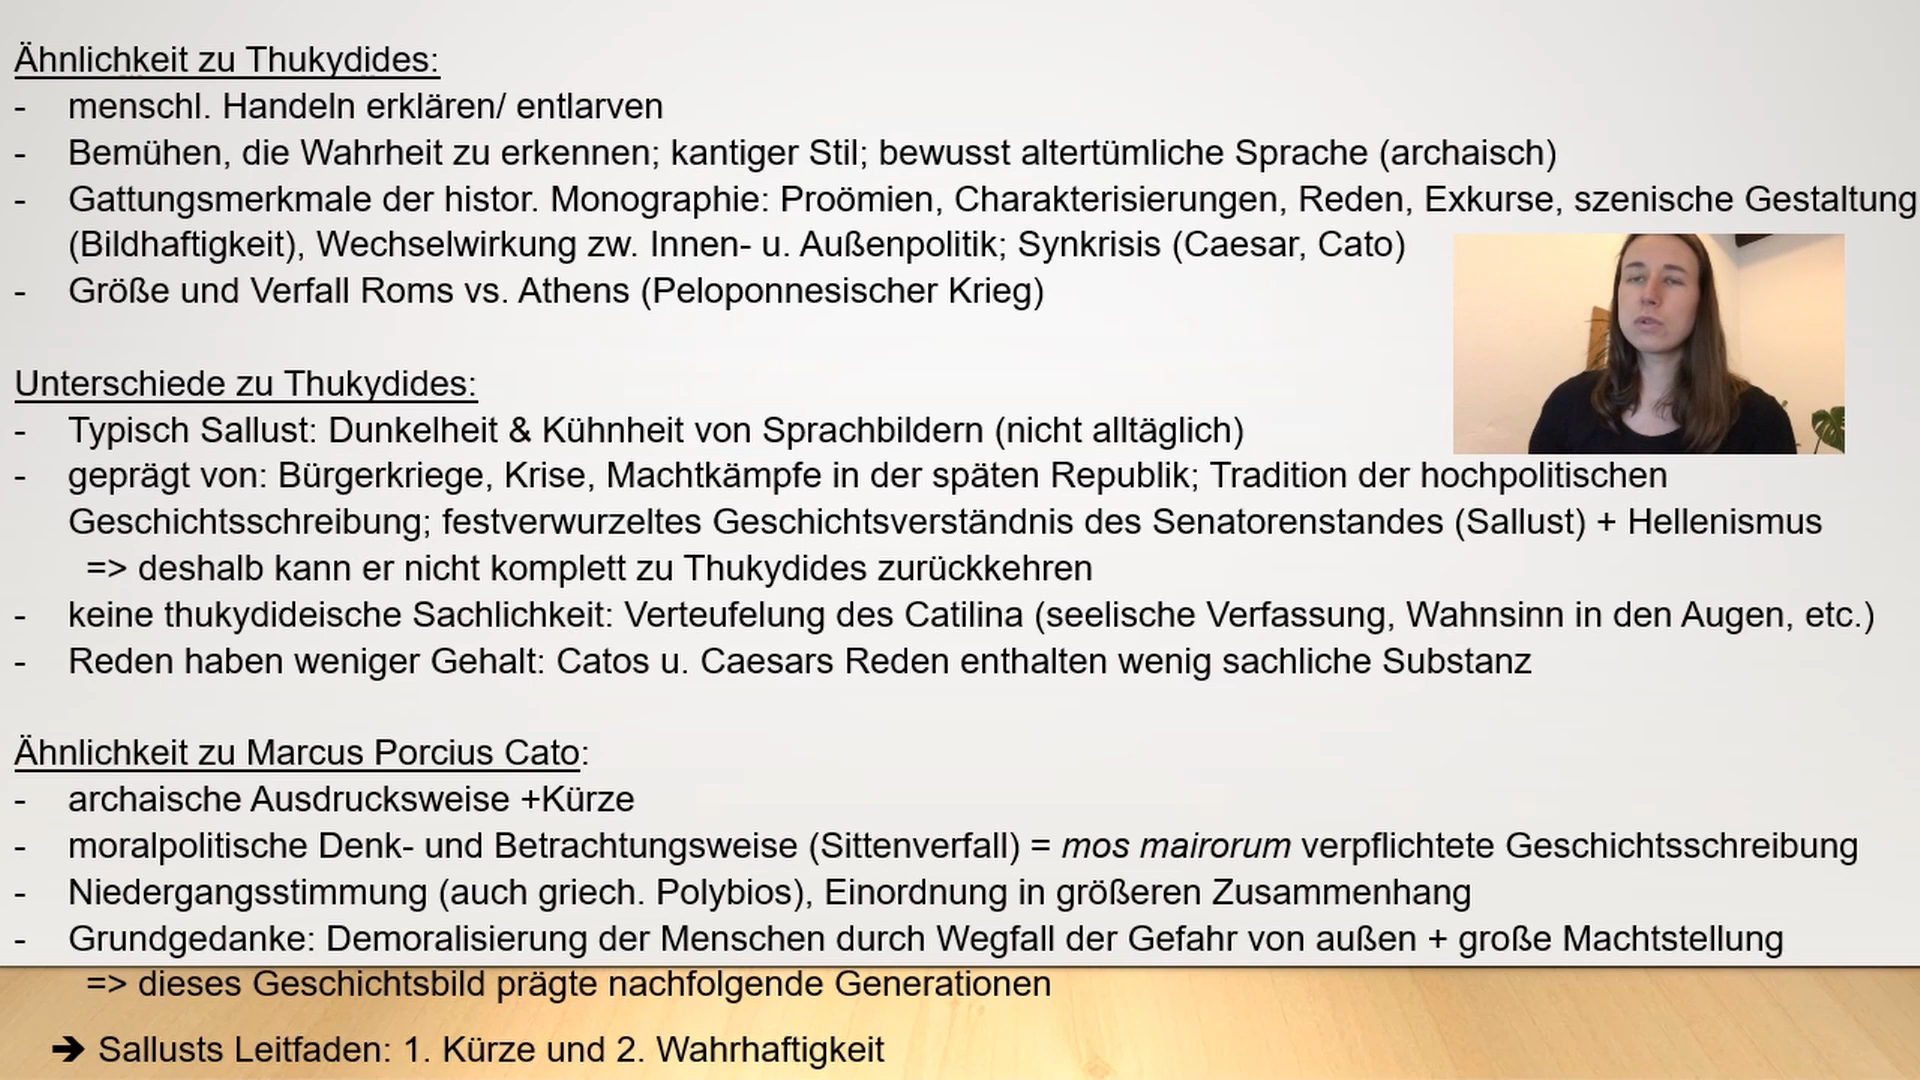 Ähnlichkeit zu Thukydides:
- menschl. Handeln erklären/ entlarven
- Bemühen, die Wahrheit zu erkennen; kantiger Stil; bewusst altertümliche Sprache (archaisch)
- Gattungsmerkmale der histor. Monographie: Proömien, Charakterisierungen, Reden, Exkurse, szenische Gestaltung
(Bildhaftigkeit), Wechselwirkung zw. Innen- u. Außenpolitik; Synkrisis (Caesar, Cato)
- Größe und Verfall Roms vs. Athens (Peloponnesischer Krieg)
Unterschiede zu Thukydides:
- Typisch Sallust: Dunkelheit & Kühnheit von Sprachbildern (nicht alltäglich)
- geprägt von: Bürgerkriege, Krise, Machtkämpfe in der späten Republik; Tradition der hochpolitischen
Geschichtsschreibung; festverwurzeltes Geschichtsverständnis des Senatorenstandes (Sallust) + Hellenismus
=> deshalb kann er nicht komplett zu Thukydides zurückkehren
- keine thukydideische Sachlichkeit: Verteufelung des Catilina (seelische Verfassung, Wahnsinn in den Augen, etc.)
- Reden haben weniger Gehalt: Catos u. Caesars Reden enthalten wenig sachliche Substanz
Ähnlichkeit zu Marcus Porcius Cato:
- archaische Ausdrucksweise +Kürze
- moralpolitische Denk- und Betrachtungsweise (Sittenverfall) = mos mairorum verpflichtete Geschichtsschreibung
- Niedergangsstimmung (auch griech. Polybios), Einordnung in größeren Zusammenhang
- Grundgedanke: Demoralisierung der Menschen durch Wegfall der Gefahr von außen + große Machtstellung
=> dieses Geschichtsbild prägte nachfolgende Generationen
➔ Sallusts Leitfaden: 1. Kürze und 2. Wahrhaftigkeit